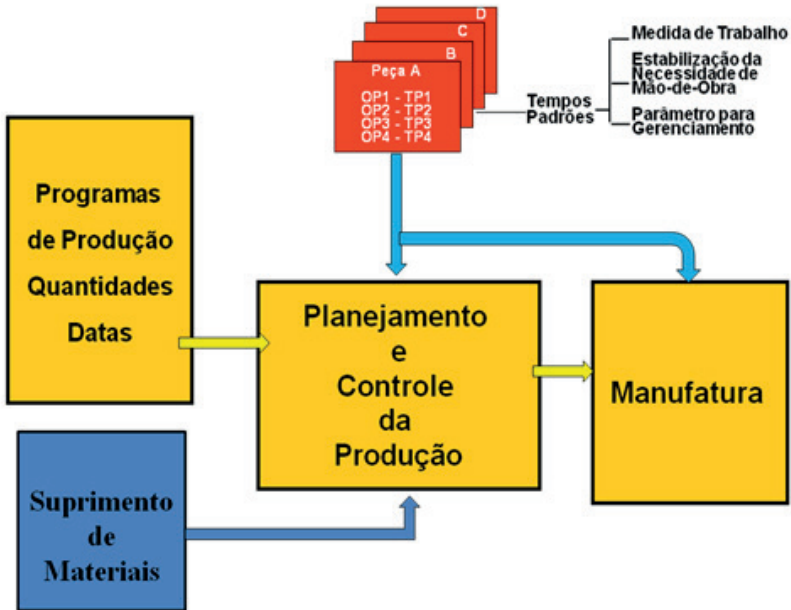 D
C
B
Peça A
OP1 - TP1
OP2 - TP2
OP3 - TP3
OP4 - TP4
Tempos
Padrões
Medida de Trabalho
Estabilização da
Necessidade de
Mão-de-Obra
Parâmetro para
Gerenciamento
Programas
de Produção
Quantidades
Datas
Planejamento
e
Controle
da
Produção
Manufatura
Suprimento
de
Materiais